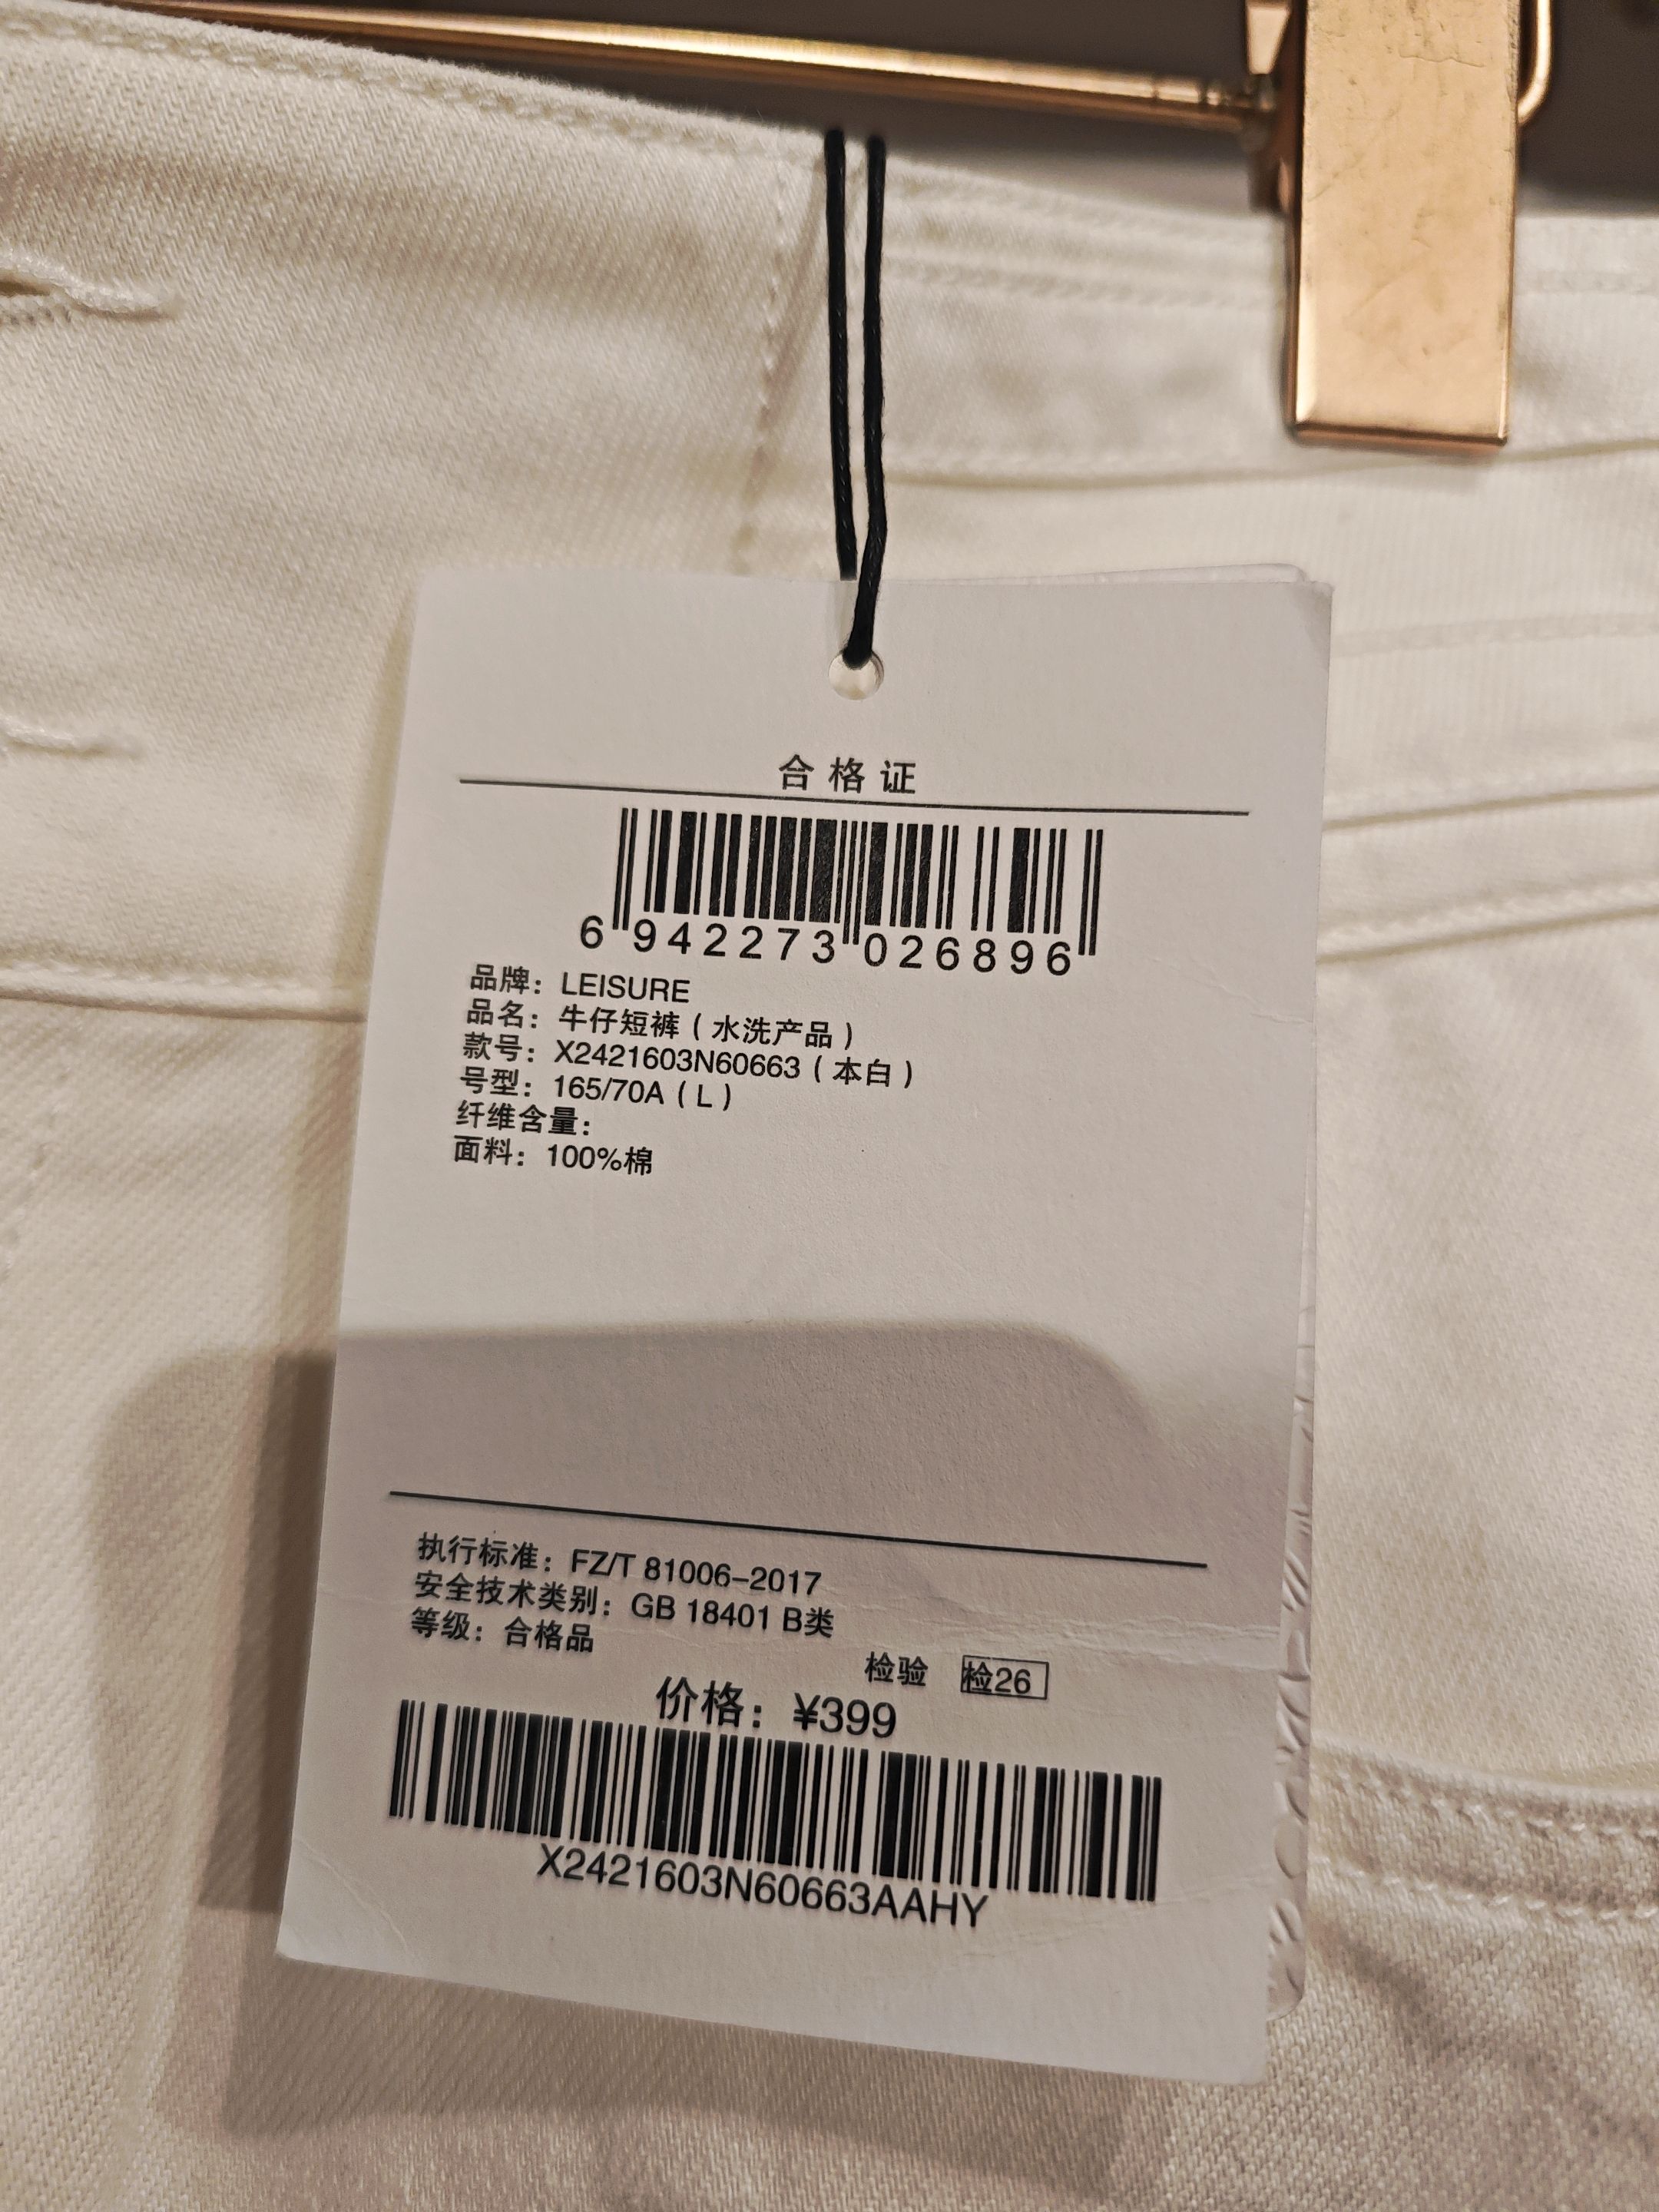 合格证
6 942273 026896
品牌：LEISURE
品名：牛仔短裤（水洗产品）
款号：X2421603N60663（本白）
号型：165/70A（L）
纤维含量：
面料：100%棉
执行标准：FZ/T 81006-2017
安全技术类别：GB 18401 B类
等级：合格品
检验 检26
价格：¥399
X2421603N60663AAHY